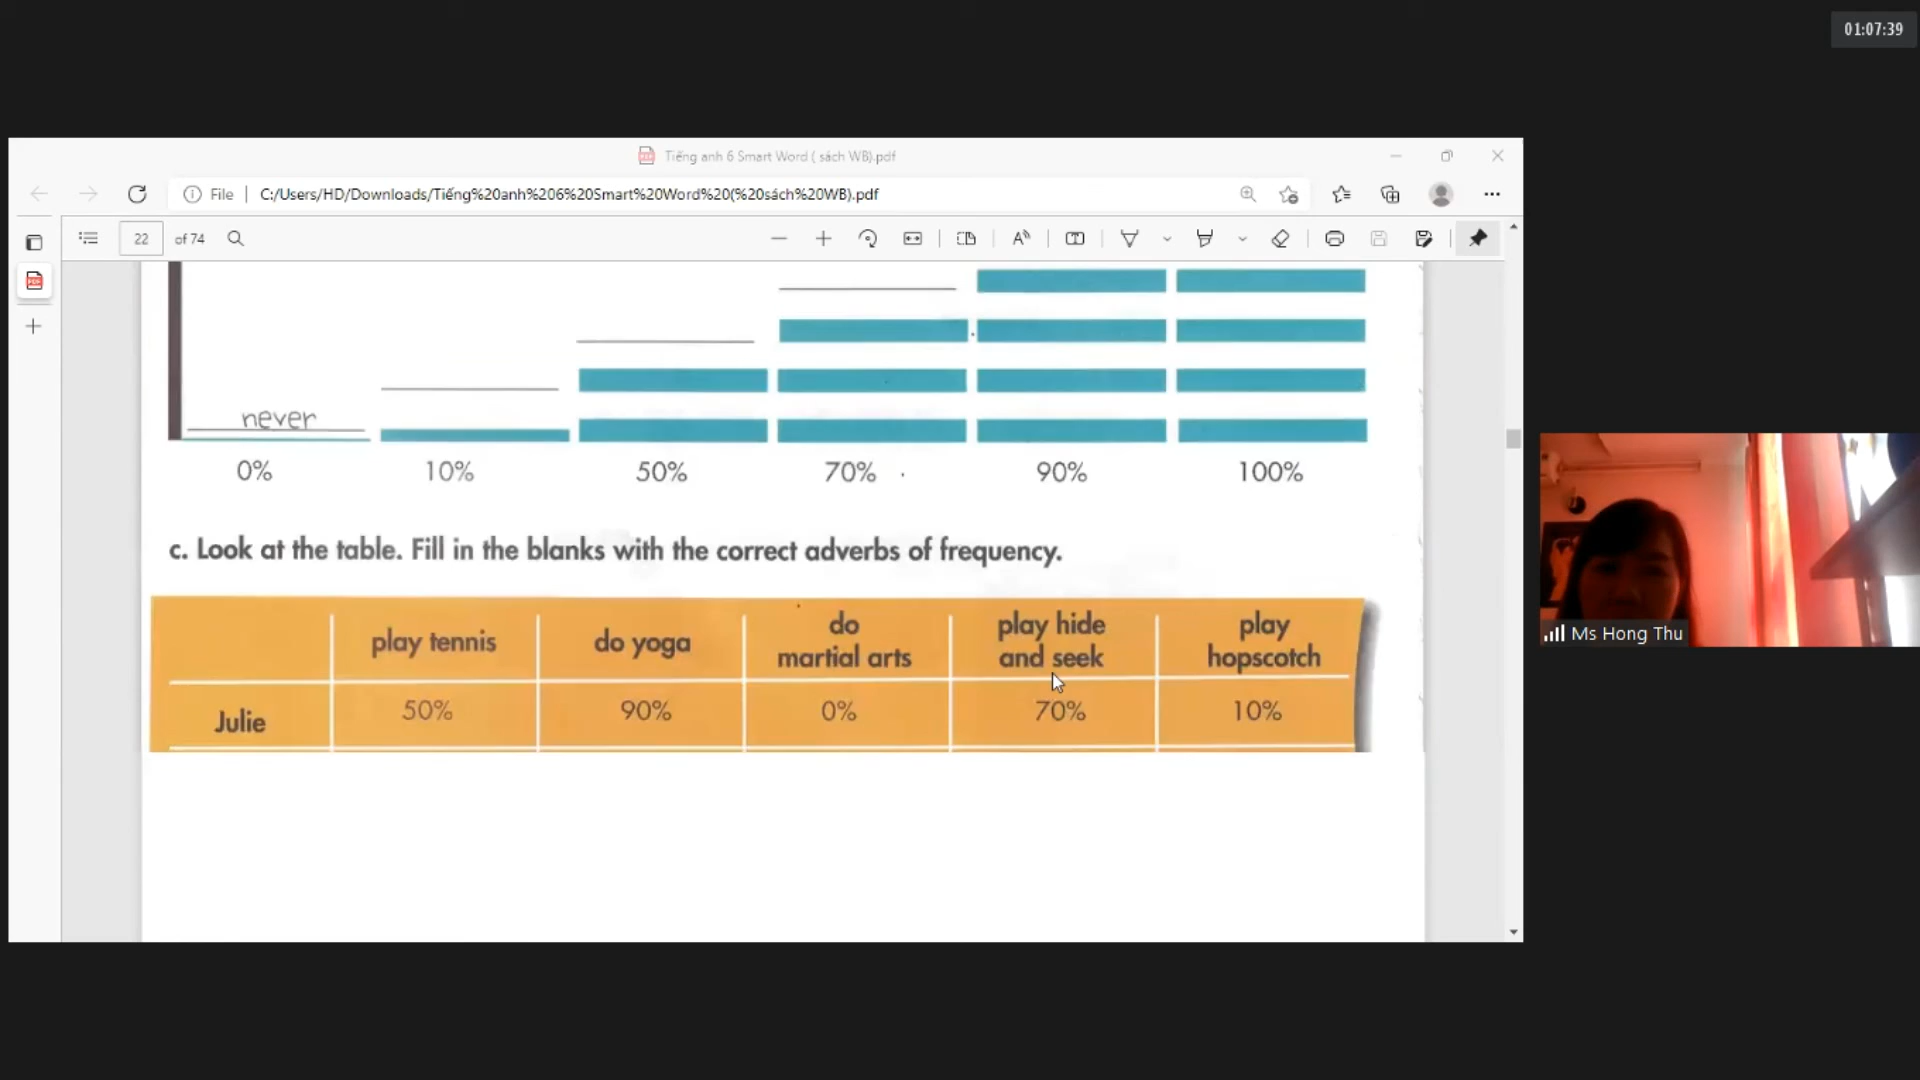 01:07:39
Tiếng anh 6 Smart Word ( sách WB).pdf
File C:/Users/HD/Downloads/Tiếng%20anh%206%20Smart%20Word%20(%20sách%20WB).pdf
22 of 74
never
0% 10% 50% 70% 90% 100%
c. Look at the table. Fill in the blanks with the correct adverbs of frequency.
play tennis do yoga do martial arts play hide and seek play hopscotch
Julie 50% 90% 0% 70% 10%
Ms Hong Thu